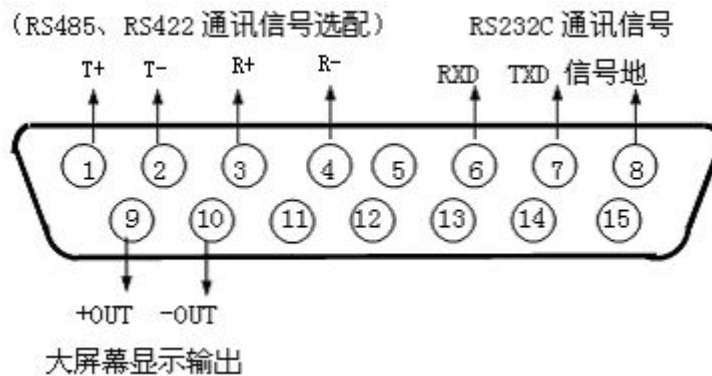 （RS485、RS422 通讯信号选配） RS232C 通讯信号
T+ T- R+ R- RXD TXD 信号地
1 2 3 4 5 6 7 8
9 10 11 12 13 14 15
+OUT -OUT
大屏幕显示输出